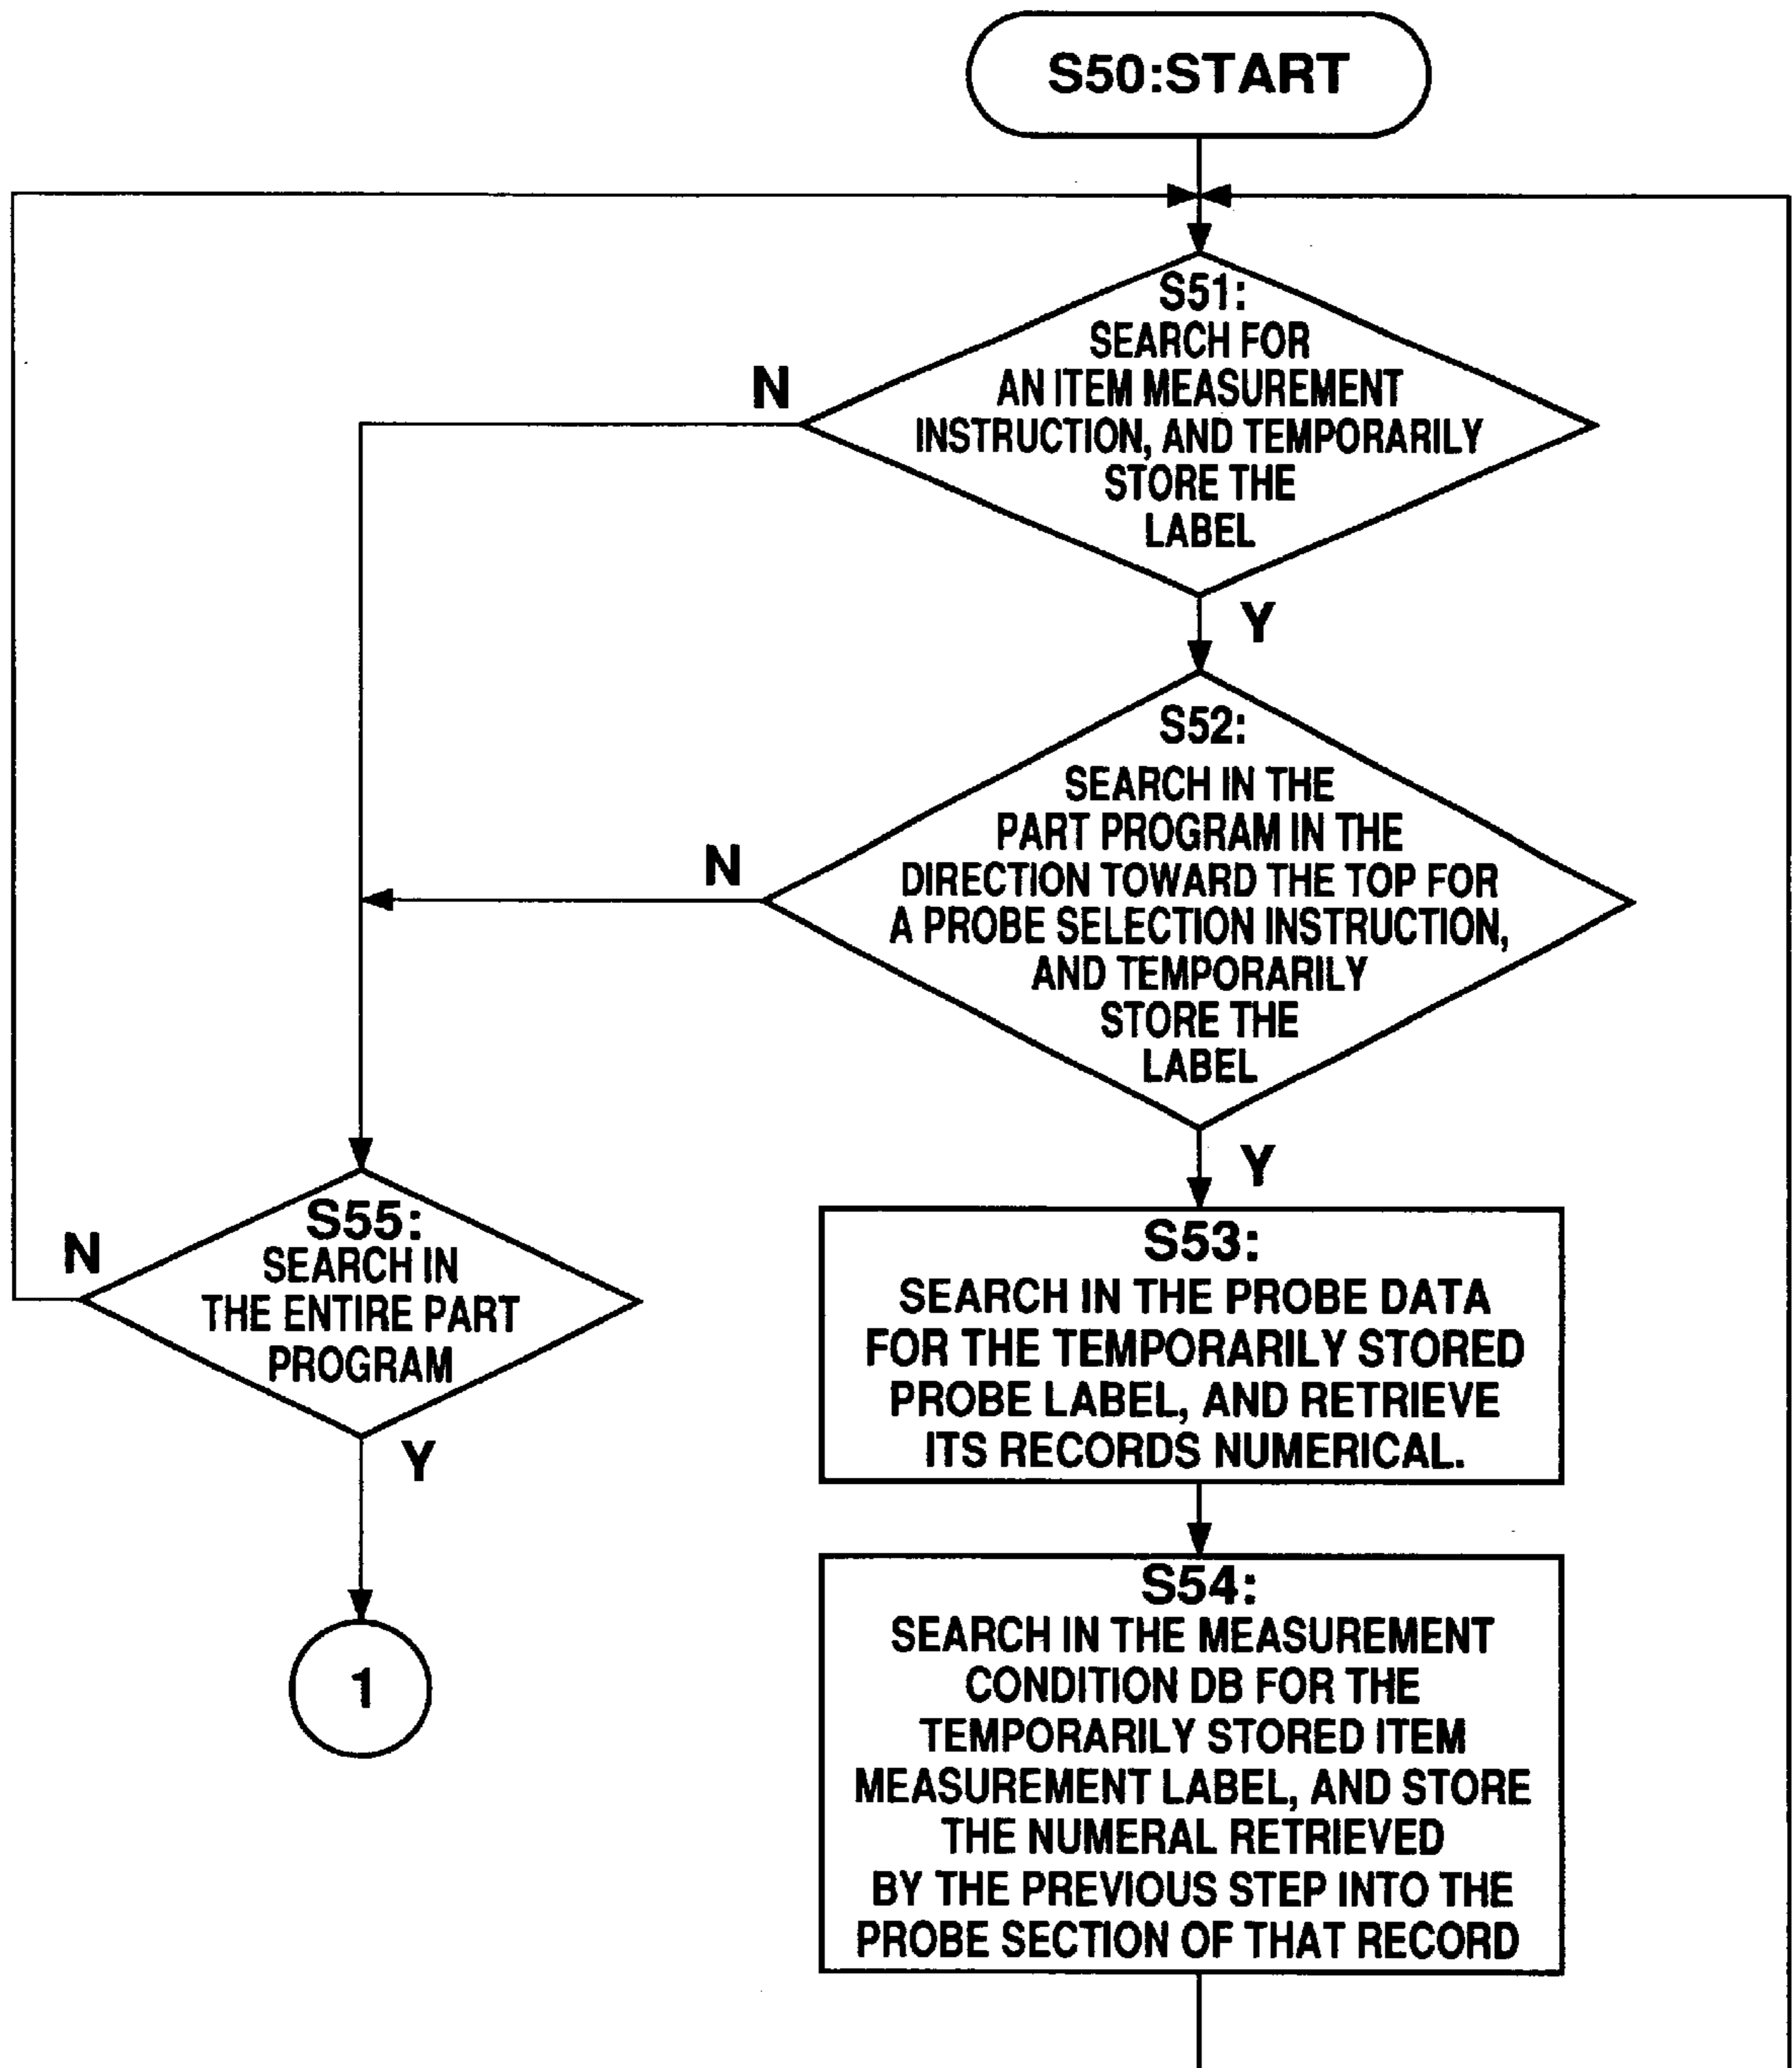 S50:START
S51:
SEARCH FOR
AN ITEM MEASUREMENT
INSTRUCTION, AND TEMPORARILY
STORE THE
LABEL
N
Y
S52:
SEARCH IN THE
PART PROGRAM IN THE
DIRECTION TOWARD THE TOP FOR
A PROBE SELECTION INSTRUCTION,
AND TEMPORARILY
STORE THE
LABEL
N
Y
S55:
SEARCH IN
THE ENTIRE PART
PROGRAM
N
Y
1
S53:
SEARCH IN THE PROBE DATA
FOR THE TEMPORARILY STORED
PROBE LABEL, AND RETRIEVE
ITS RECORDS NUMERICAL.
S54:
SEARCH IN THE MEASUREMENT
CONDITION DB FOR THE
TEMPORARILY STORED ITEM
MEASUREMENT LABEL, AND STORE
THE NUMERAL RETRIEVED
BY THE PREVIOUS STEP INTO THE
PROBE SECTION OF THAT RECORD